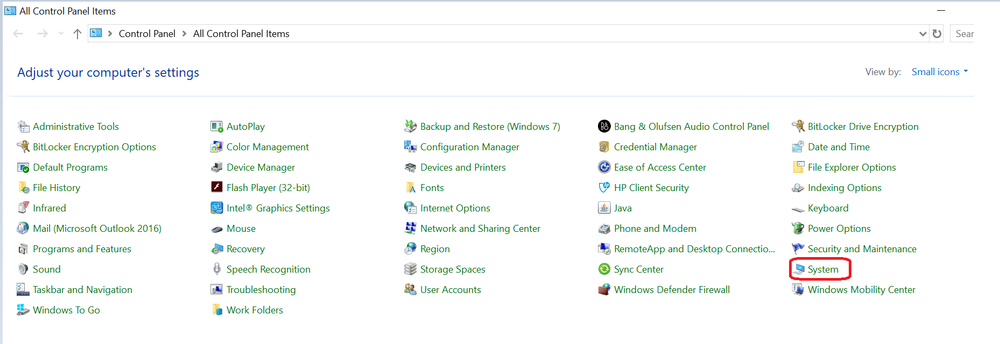 All Control Panel Items
Control Panel > All Control Panel Items
Sear
Adjust your computer's settings
View by: Small icons
Administrative Tools
AutoPlay
Backup and Restore (Windows 7)
Bang & Olufsen Audio Control Panel
BitLocker Drive Encryption
BitLocker Encryption Options
Color Management
Configuration Manager
Credential Manager
Date and Time
Default Programs
Device Manager
Devices and Printers
Ease of Access Center
File Explorer Options
File History
Flash Player (32-bit)
Fonts
HP Client Security
Indexing Options
Infrared
Intel® Graphics Settings
Internet Options
Java
Keyboard
Mail (Microsoft Outlook 2016)
Mouse
Network and Sharing Center
Phone and Modem
Power Options
Programs and Features
Recovery
Region
RemoteApp and Desktop Connectio...
Security and Maintenance
Sound
Speech Recognition
Storage Spaces
Sync Center
System
Taskbar and Navigation
Troubleshooting
User Accounts
Windows Defender Firewall
Windows Mobility Center
Windows To Go
Work Folders